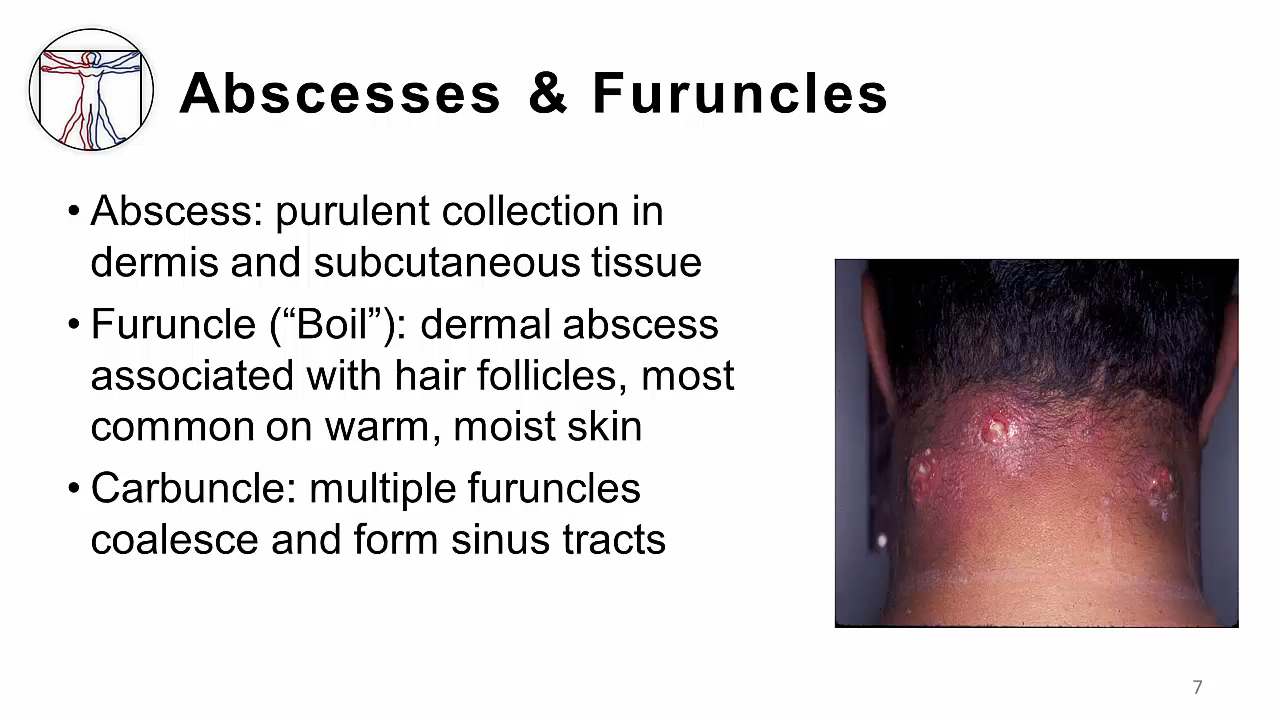 Abscesses & Furuncles
• Abscess: purulent collection in
dermis and subcutaneous tissue
• Furuncle (“Boil”): dermal abscess
associated with hair follicles, most
common on warm, moist skin
• Carbuncle: multiple furuncles
coalesce and form sinus tracts
7